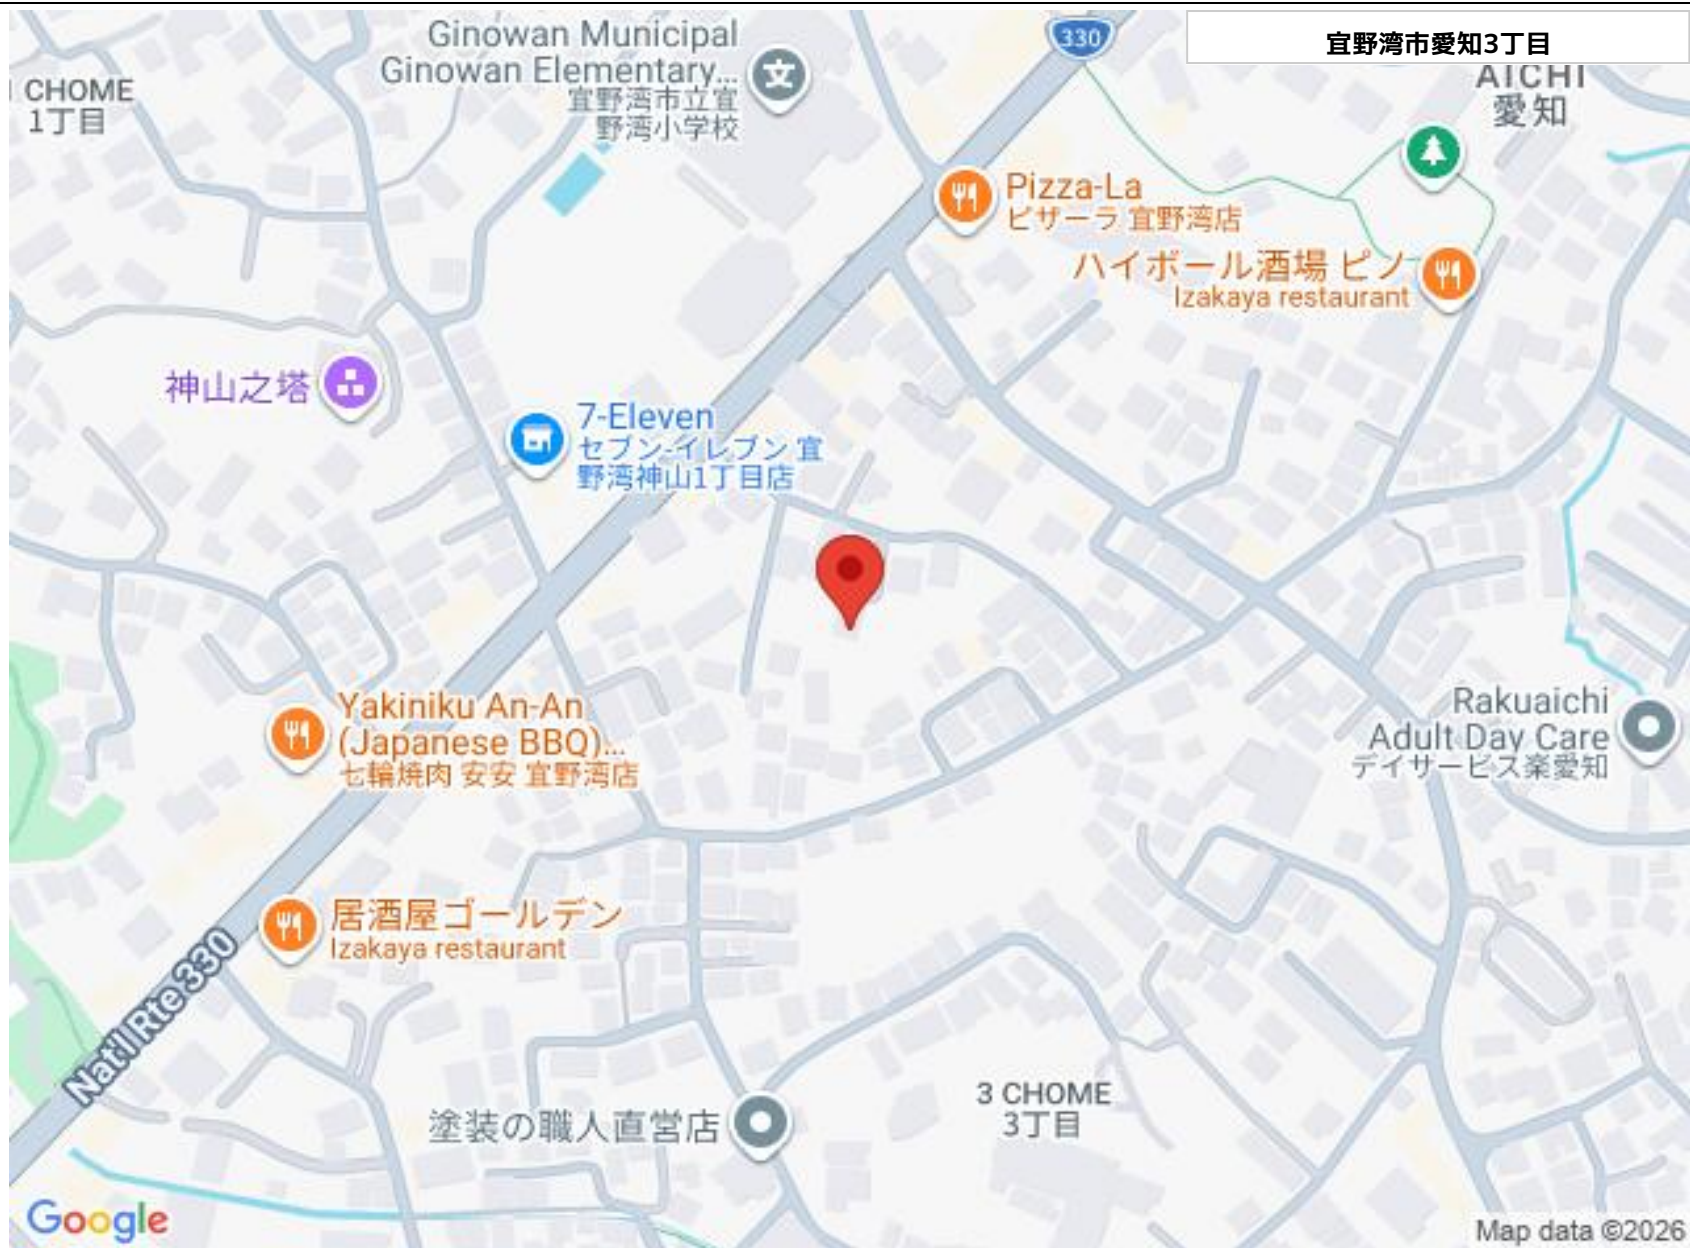 宜野湾市愛知3丁目
Ginowan Municipal
Ginowan Elementary...
宜野湾市立宜
野湾小学校
330
AICHI
愛知
CHOME
1丁目
文
Pizza-La
ピザーラ 宜野湾店
ハイボール酒場 ピノ
Izakaya restaurant
神山之塔
7-Eleven
セブン-イレブン 宜
野湾神山1丁目店
Yakiniku An-An
(Japanese BBQ)...
七輪焼肉 安安 宜野湾店
Rakuaichi
Adult Day Care
デイサービス楽愛知
居酒屋ゴールデン
Izakaya restaurant
Nat'l Rte 330
3 CHOME
3丁目
塗装の職人直営店
Google
Map data ©2026